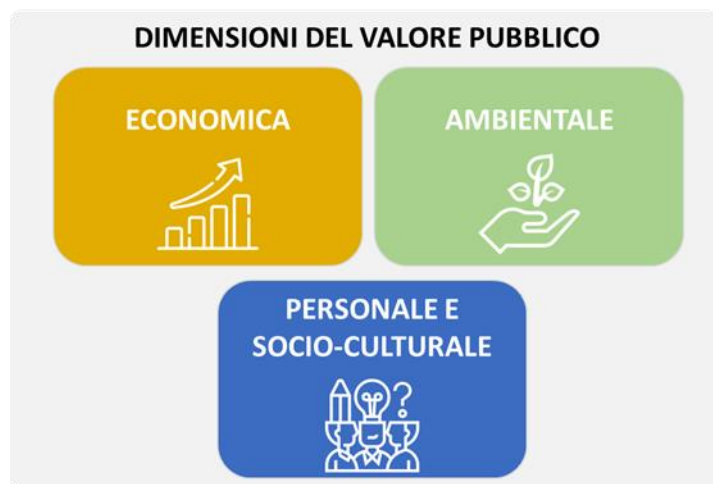 DIMENSIONI DEL VALORE PUBBLICO
ECONOMICA
AMBIENTALE
PERSONALE E
SOCIO-CULTURALE
?